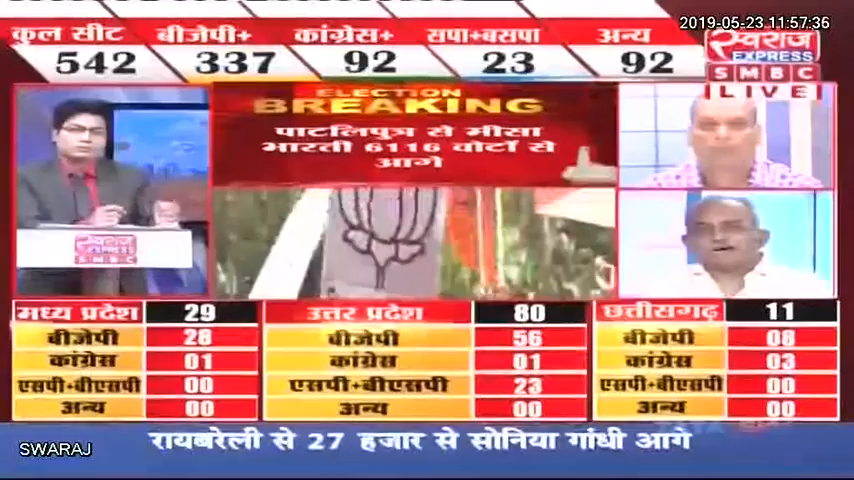 2019-05-23 11:57:36
कुल सीट बीजेपी+ कांग्रेस+ सपा+बसपा अन्य
542 337 92 23 92
स्वराज
EXPRESS
SMBC
LIVE
ELECTION
BREAKING
पाटलिपुत्र से मीसा
भारती 6116 वोटों से
आगे
स्वराज
EXPRESS
SMBC
मध्य प्रदेश 29 उत्तर प्रदेश 80 छत्तीसगढ़ 11
बीजेपी 28 बीजेपी 56 बीजेपी 08
कांग्रेस 01 कांग्रेस 01 कांग्रेस 03
एसपी+बीएसपी 00 एसपी+बीएसपी 23 एसपी+बीएसपी 00
अन्य 00 अन्य 00 अन्य 00
SWARAJ
रायबरेली से 27 हजार से सोनिया गांधी आगे